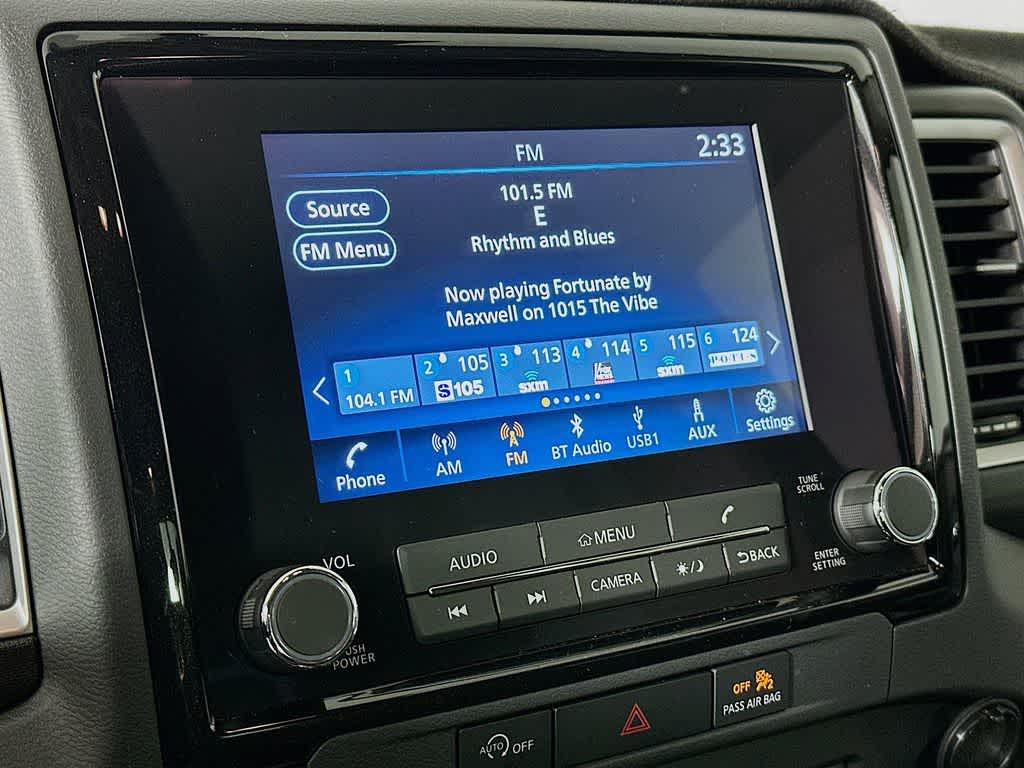 FM
2:33
Source
101.5 FM
E
FM Menu
Rhythm and Blues
Now playing Fortunate by
Maxwell on 1015 The Vibe
1
104.1 FM
2 105
S105
3 113
sxm
4 114
FOX
NEWS
5 115
sxm
6 124
P.O.T.U.S
Phone
AM
FM
BT Audio
USB1
AUX
Settings
TUNE
SCROLL
AUDIO
MENU
BACK
CAMERA
ENTER
SETTING
VOL
PUSH
POWER
AUTO OFF
OFF 2
PASS AIR BAG